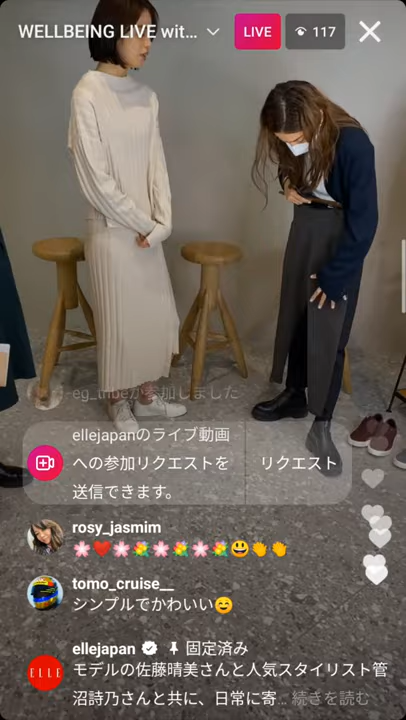 WELLBEING LIVE wit...
LIVE
117
eg_tribeが参加しました
ellejapanのライブ動画
への参加リクエストを
送信できます。
リクエスト
rosy_jasmim
🌸❤️🌸💐🌸💐🌸💐😃👏👏
tomo_cruise__
シンプルでかわいい😊
ellejapan 固定済み
ELLE
モデルの佐藤晴美さんと人気スタイリスト菅
沼詩乃さんと共に、日常に寄... 続きを読む